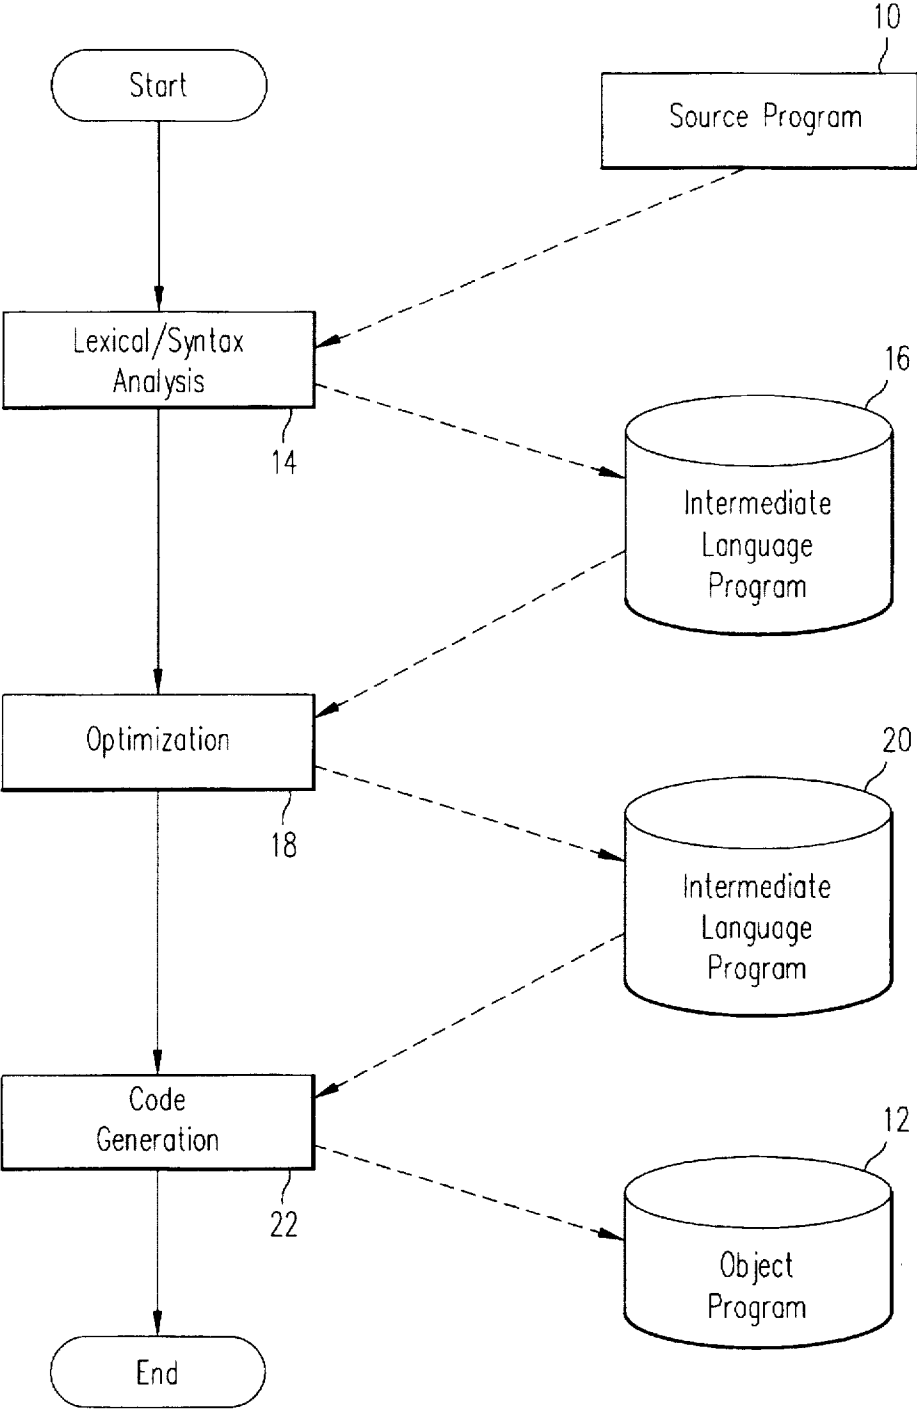 10
Start
Source Program
Lexical/Syntax
Analysis
14
16
Intermediate
Language
Program
Optimization
18
20
Intermediate
Language
Program
Code
Generation
22
12
Object
Program
End